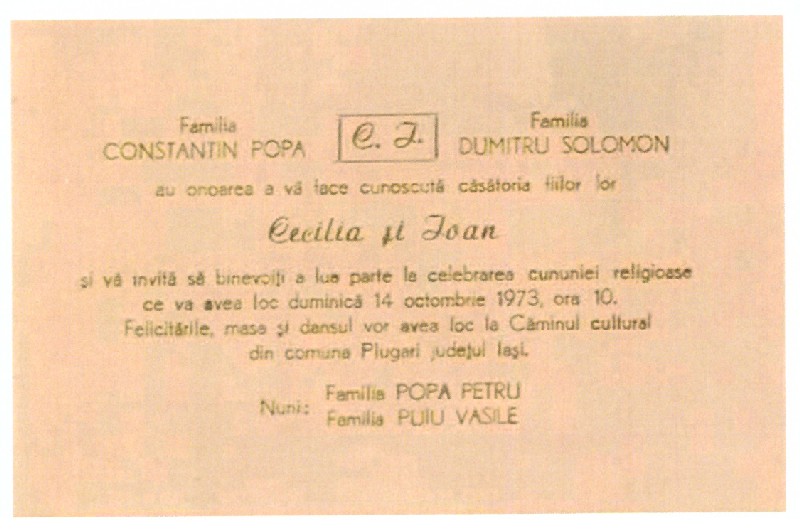 Familia
CONSTANTIN POPA
C. I.
Familia
DUMITRU SOLOMON
au onoarea a vă face cunoscută căsătoria fiilor lor
Cecilia și Ioan
și vă invită să binevoiți a lua parte la celebrarea cununiei religioase
ce va avea loc duminică 14 octombrie 1973, ora 10.
Felicitările, masa și dansul vor avea loc la Căminul cultural
din comuna Plugari județul Iași.
Nuni:
Familia POPA PETRU
Familia PUIU VASILE